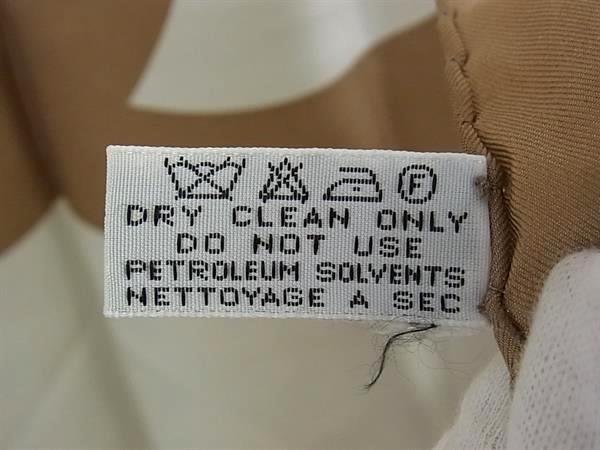 F
DRY CLEAN ONLY
DO NOT USE
PETROLEUM SOLVENTS
NETTOYAGE A SEC